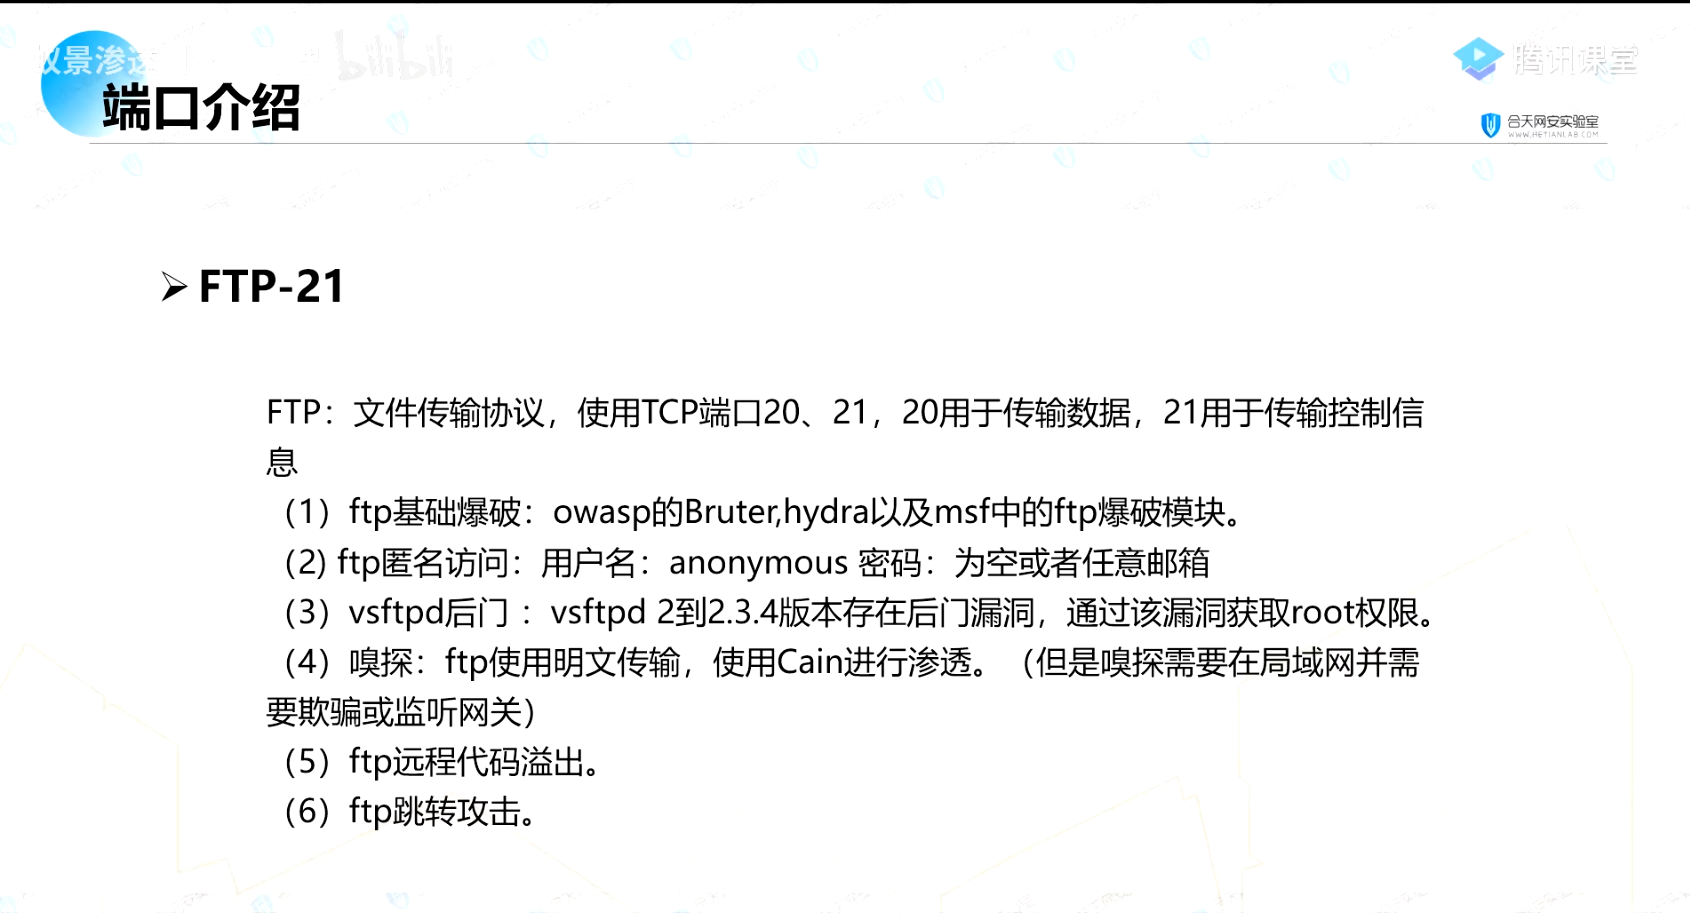 双景渗透
bilibili
腾讯课堂
端口介绍
合天网安实验室
WWW.HETIANLAB.COM
➢ FTP-21
FTP：文件传输协议，使用TCP端口20、21，20用于传输数据，21用于传输控制信
息
（1）ftp基础爆破：owasp的Bruter,hydra以及msf中的ftp爆破模块。
（2) ftp匿名访问：用户名：anonymous 密码：为空或者任意邮箱
（3）vsftpd后门 ：vsftpd 2到2.3.4版本存在后门漏洞，通过该漏洞获取root权限。
（4）嗅探：ftp使用明文传输，使用Cain进行渗透。（但是嗅探需要在局域网并需
要欺骗或监听网关）
（5）ftp远程代码溢出。
（6）ftp跳转攻击。